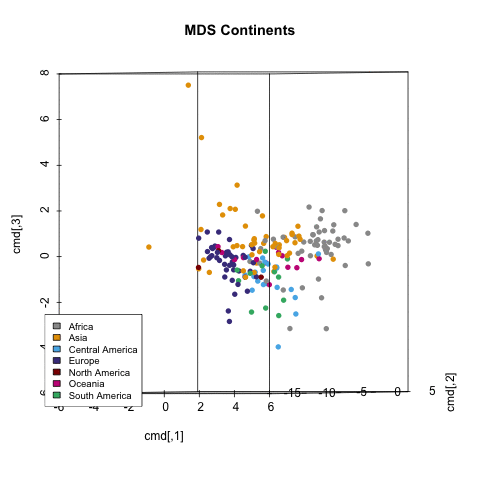 MDS Continents
8
6
4
2
0
-2
-4
-6
cmd[,3]
Africa
Asia
Central America
Europe
North America
Oceania
South America
-6 -4 -2 0 2 4 6 -15 -10 -5 0 5
cmd[,1]
cmd[,2]